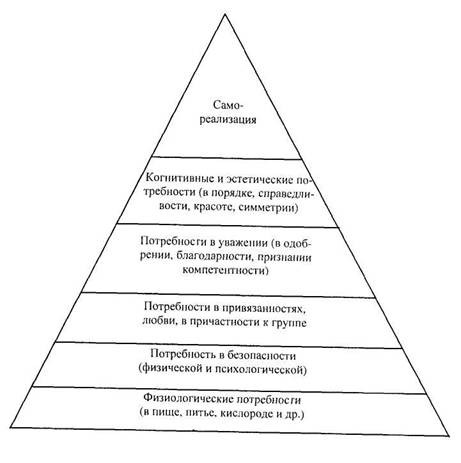 Само-
реализация
Когнитивные и эстетические по-
требности (в порядке, справедли-
вости, красоте, симметрии)
Потребности в уважении (в одоб-
рении, благодарности, признании
компетентности)
Потребности в привязанностях,
любви, в причастности к группе
Потребность в безопасности
(физической и психологической)
Физиологические потребности
(в пище, питье, кислороде и др.)